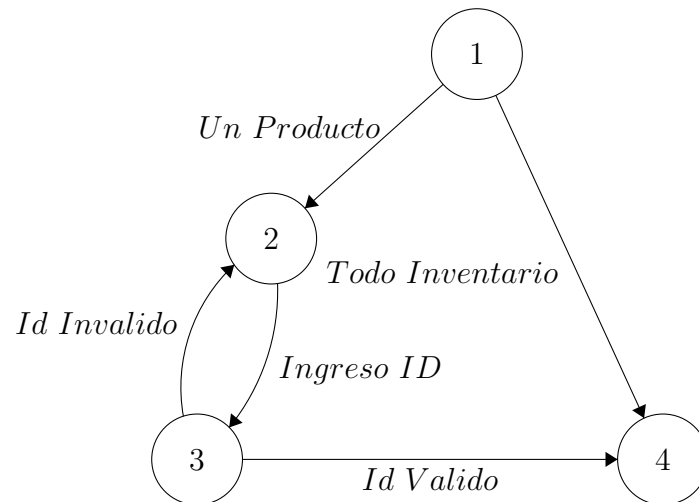 1
Un Producto
2
Todo Inventario
Id Invalido
Ingreso ID
3
4
Id Valido